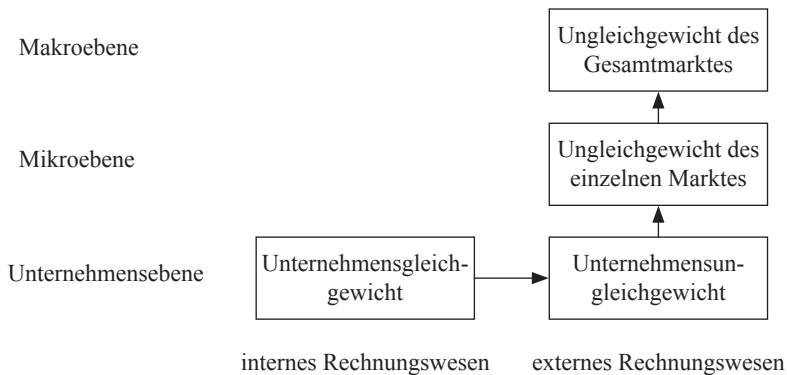 Makroebene
Ungleichgewicht des
Gesamtmarktes
Mikroebene
Ungleichgewicht des
einzelnen Marktes
Unternehmensebene
Unternehmensgleich-
gewicht
Unternehmensun-
gleichgewicht
internes Rechnungswesen
externes Rechnungswesen